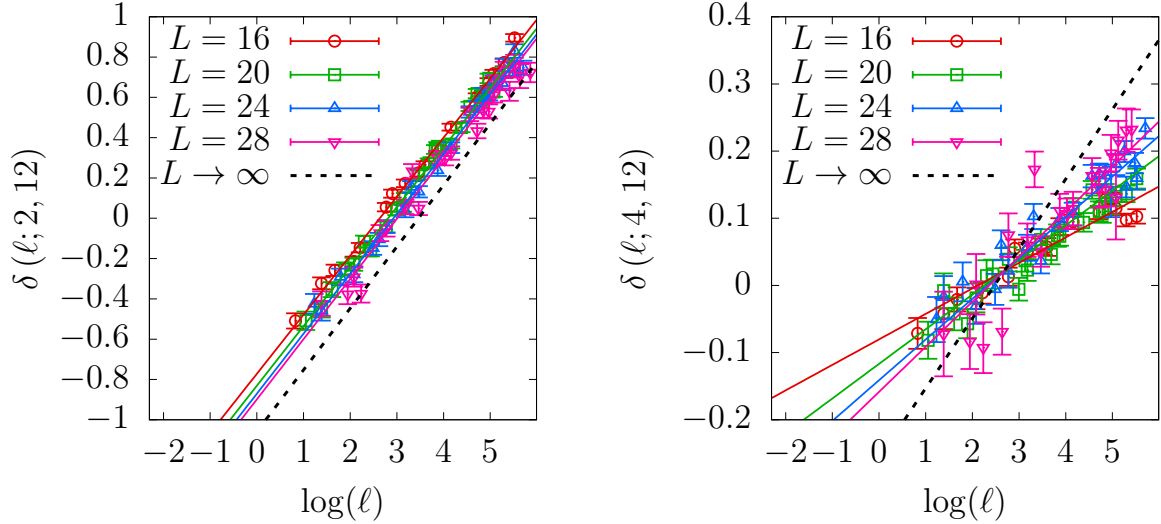 1
0.8
0.6
0.4
0.2
0
−0.2
−0.4
−0.6
−0.8
−1
−2 −1 0 1 2 3 4 5
δ (ℓ; 2, 12)
log(ℓ)
L = 16
L = 20
L = 24
L = 28
L → ∞
0.4
0.3
0.2
0.1
0
−0.1
−0.2
−2 −1 0 1 2 3 4 5
δ (ℓ; 4, 12)
log(ℓ)
L = 16
L = 20
L = 24
L = 28
L → ∞